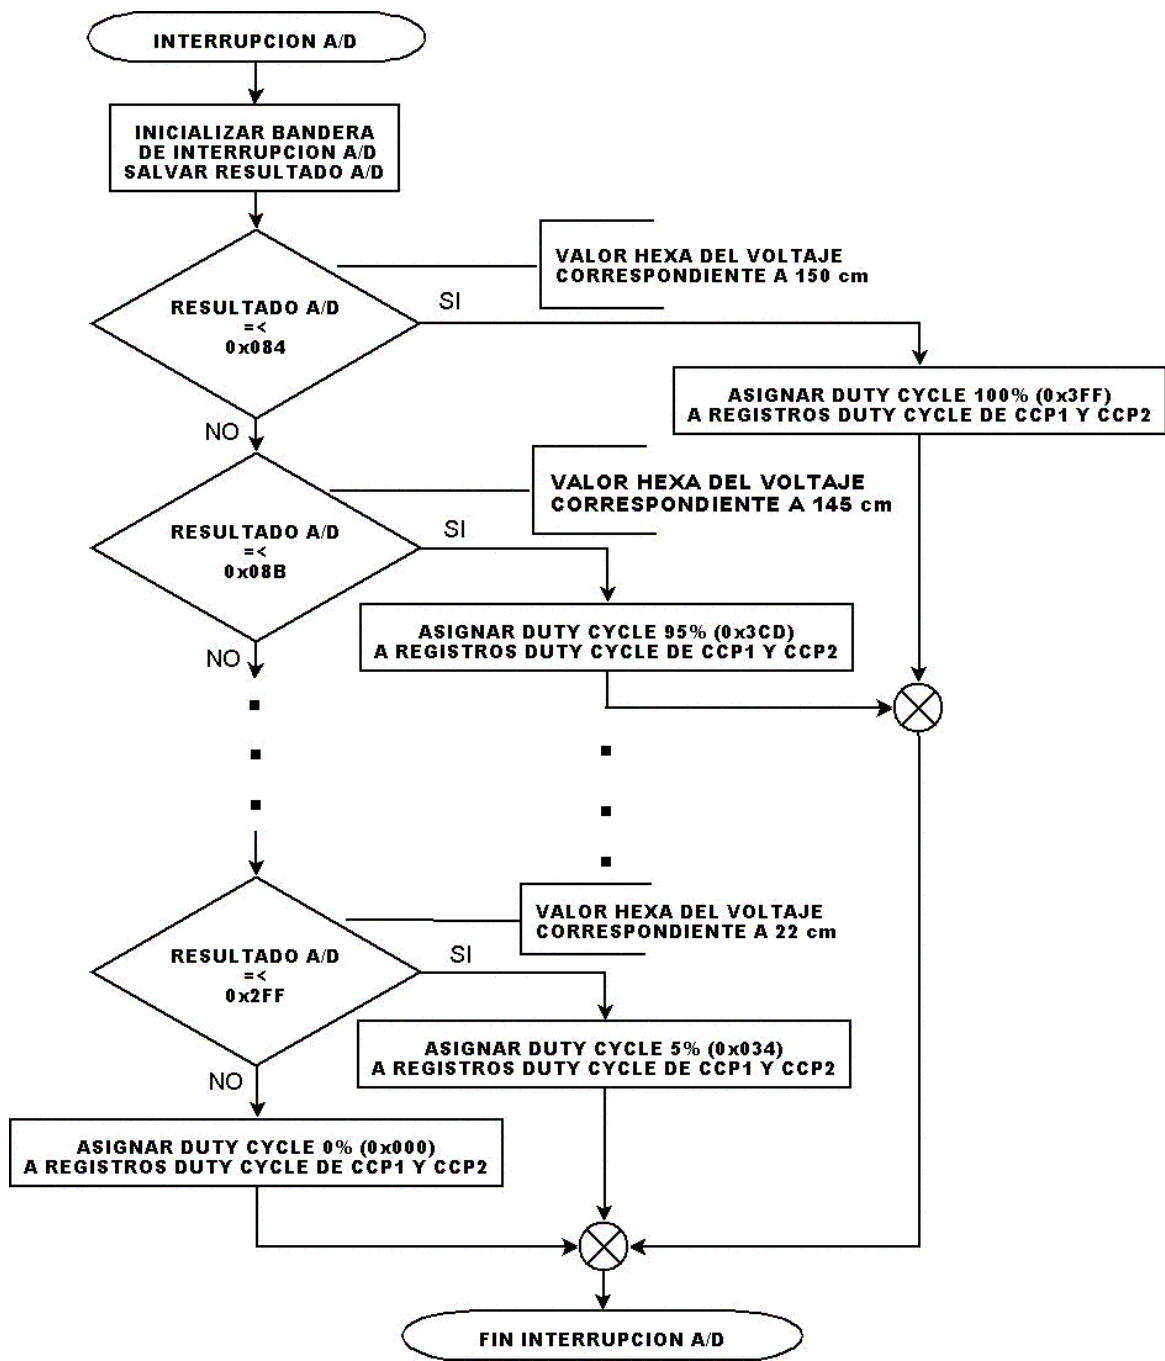 INTERRUPCION A/D
INICIALIZAR BANDERA
DE INTERRUPCION A/D
SALVAR RESULTADO A/D
VALOR HEXA DEL VOLTAJE
CORRESPONDIENTE A 150 cm
RESULTADO A/D
=<
0x084
SI
ASIGNAR DUTY CYCLE 100% (0x3FF)
A REGISTROS DUTY CYCLE DE CCP1 Y CCP2
NO
VALOR HEXA DEL VOLTAJE
CORRESPONDIENTE A 145 cm
RESULTADO A/D
=<
0x08B
SI
ASIGNAR DUTY CYCLE 95% (0x3CD)
A REGISTROS DUTY CYCLE DE CCP1 Y CCP2
NO
VALOR HEXA DEL VOLTAJE
CORRESPONDIENTE A 22 cm
RESULTADO A/D
=<
0x2FF
SI
ASIGNAR DUTY CYCLE 5% (0x034)
A REGISTROS DUTY CYCLE DE CCP1 Y CCP2
NO
ASIGNAR DUTY CYCLE 0% (0x000)
A REGISTROS DUTY CYCLE DE CCP1 Y CCP2
FIN INTERRUPCION A/D